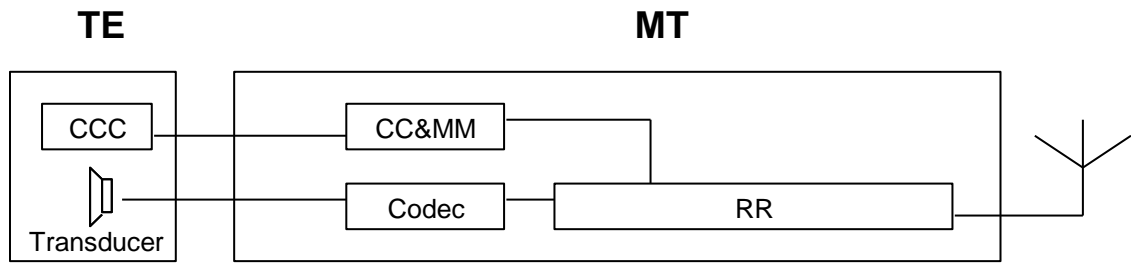 TE
MT
CCC
CC&MM
Codec
RR
Transducer